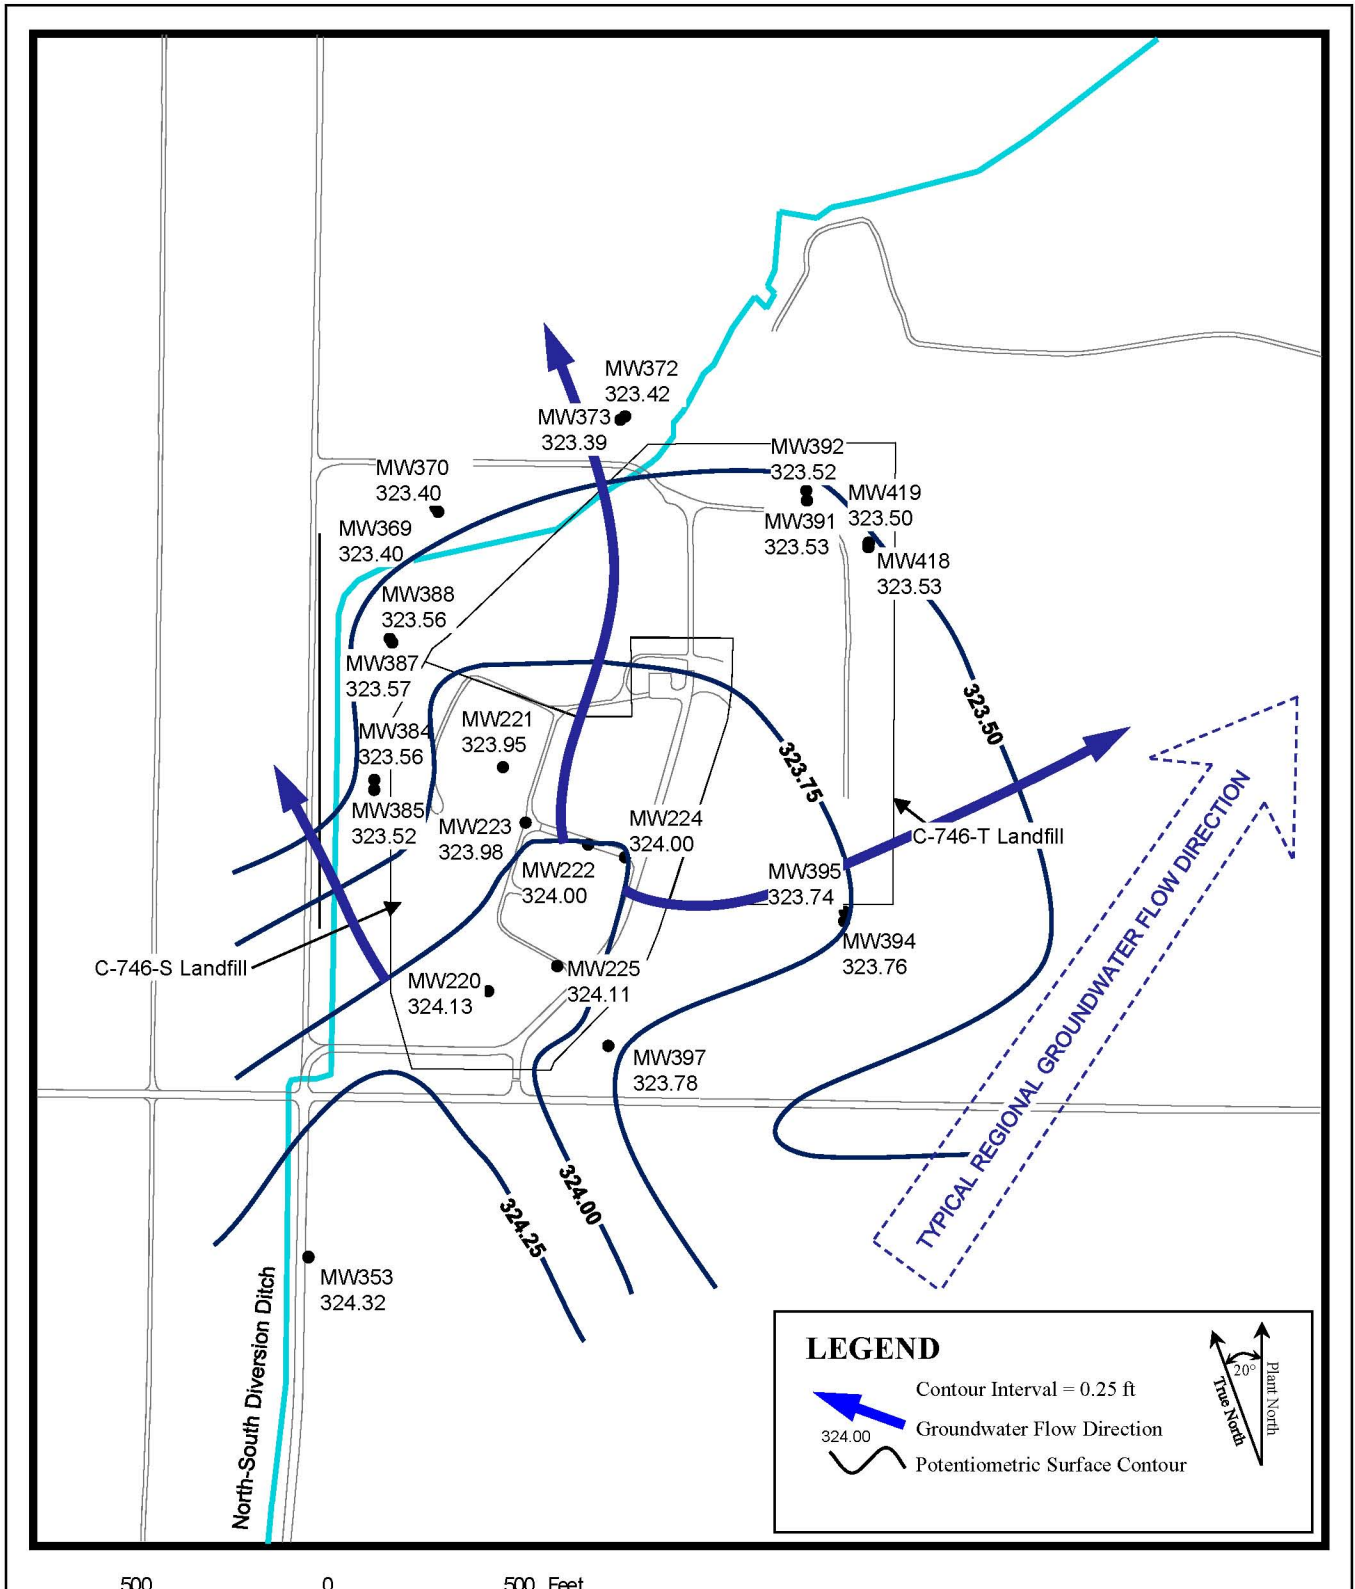 MW372
323.42
MW373
323.39
MW392
323.52
MW370
323.40
MW419
323.50
MW391
323.53
MW369
323.40
MW418
323.53
MW388
323.56
MW387
323.57
323.50
MW221
323.95
MW384
323.56
323.75
MW385
323.52
MW223
323.98
MW224
324.00
C-746-T Landfill
MW222
324.00
MW395
323.74
MW394
323.76
C-746-S Landfill
MW220
324.13
MW225
324.11
MW397
323.78
TYPICAL REGIONAL GROUNDWATER FLOW DIRECTION
324.00
324.25
MW353
324.32
North-South Diversion Ditch
LEGEND
Contour Interval = 0.25 ft
Groundwater Flow Direction
324.00
Potentiometric Surface Contour
20°
True North
Plant North
500 0 500 Feet